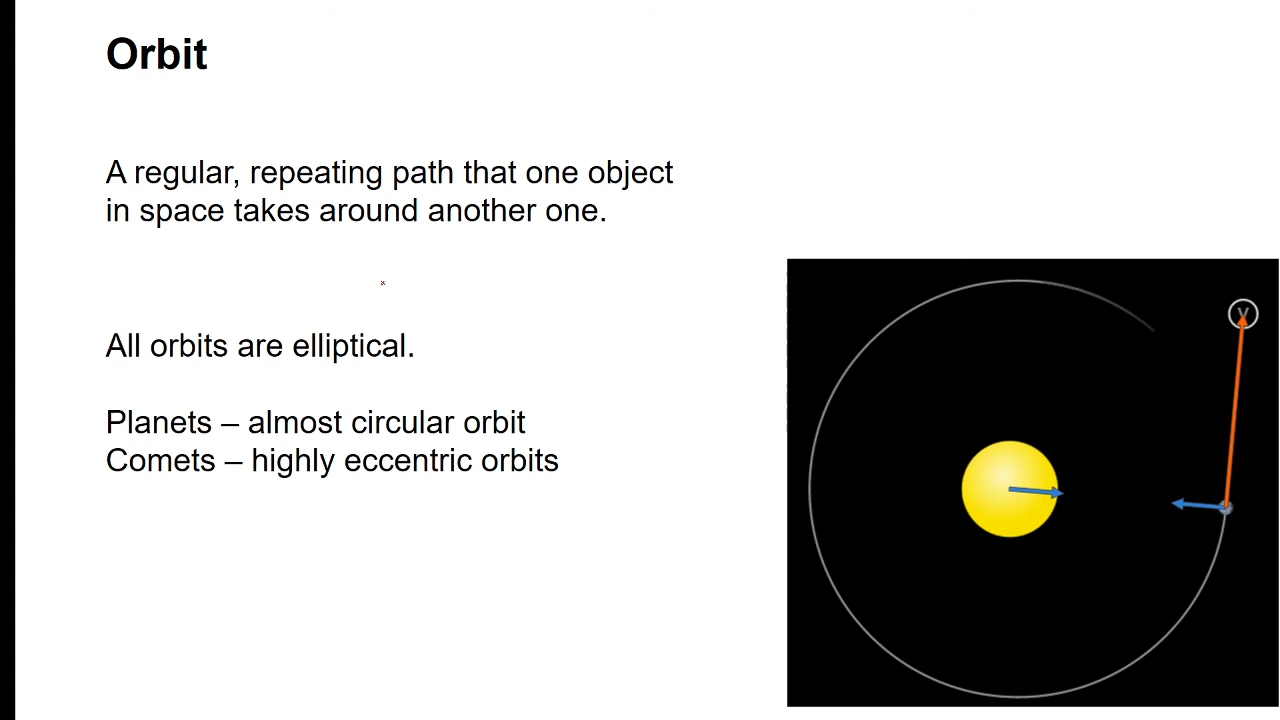 Orbit
A regular, repeating path that one object
in space takes around another one.
All orbits are elliptical.
Planets – almost circular orbit
Comets – highly eccentric orbits
V